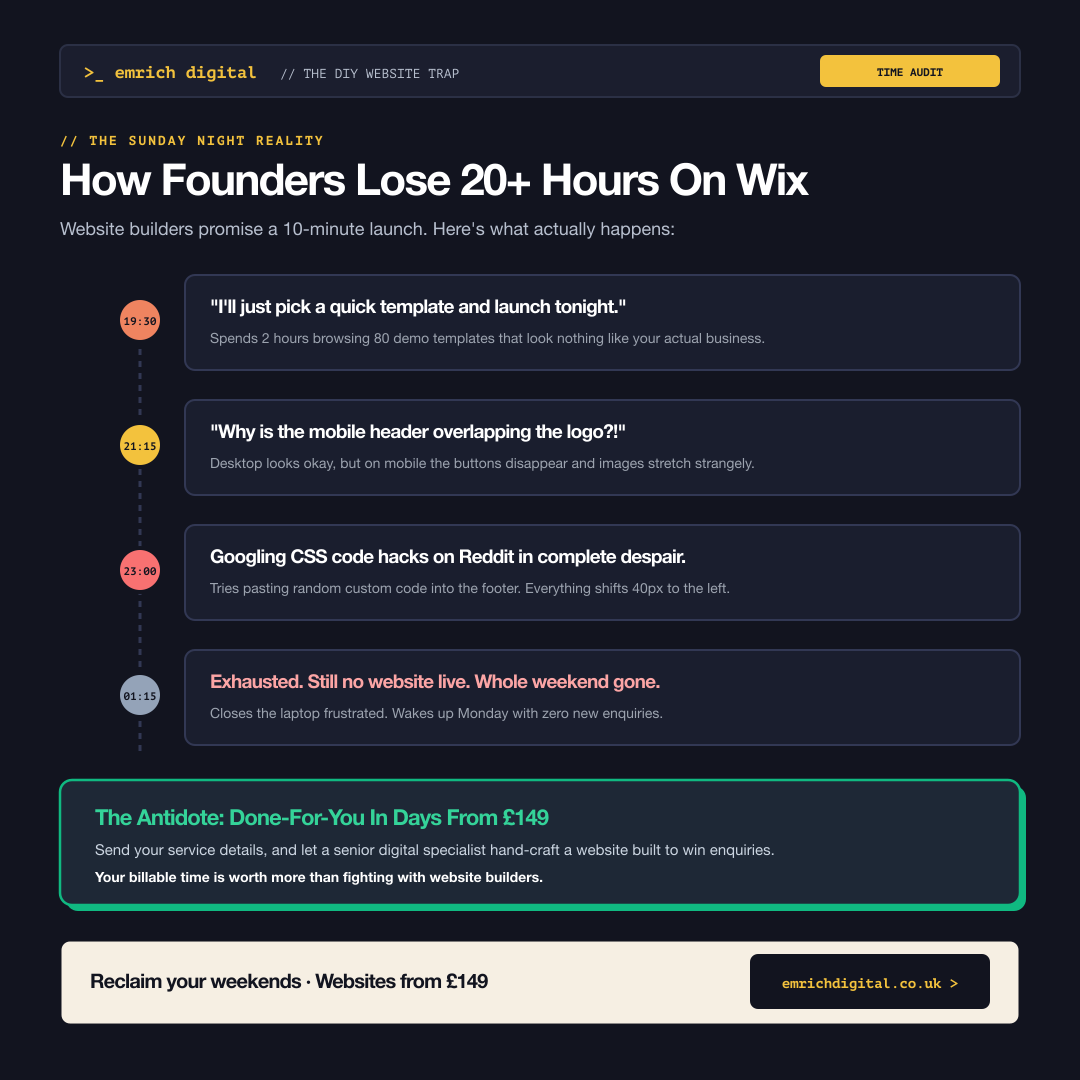 >_ emrich digital // THE DIY WEBSITE TRAP TIME AUDIT
// THE SUNDAY NIGHT REALITY
How Founders Lose 20+ Hours On Wix
Website builders promise a 10-minute launch. Here's what actually happens:
19:30
"I'll just pick a quick template and launch tonight."
Spends 2 hours browsing 80 demo templates that look nothing like your actual business.
21:15
"Why is the mobile header overlapping the logo?!"
Desktop looks okay, but on mobile the buttons disappear and images stretch strangely.
23:00
Googling CSS code hacks on Reddit in complete despair.
Tries pasting random custom code into the footer. Everything shifts 40px to the left.
01:15
Exhausted. Still no website live. Whole weekend gone.
Closes the laptop frustrated. Wakes up Monday with zero new enquiries.
The Antidote: Done-For-You In Days From £149
Send your service details, and let a senior digital specialist hand-craft a website built to win enquiries.
Your billable time is worth more than fighting with website builders.
Reclaim your weekends · Websites from £149
emrichdigital.co.uk >